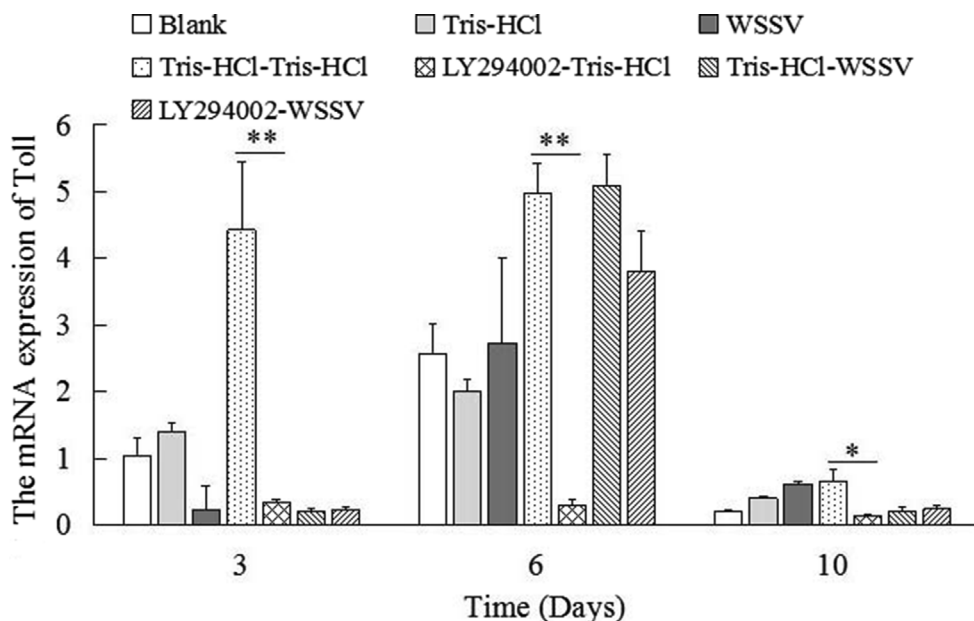 Blank Tris-HCl WSSV
Tris-HCl-Tris-HCl LY294002-Tris-HCl Tris-HCl-WSSV
LY294002-WSSV
The mRNA expression of Toll
6
5
4
3
2
1
0
** ** *
3 6 10
Time (Days)